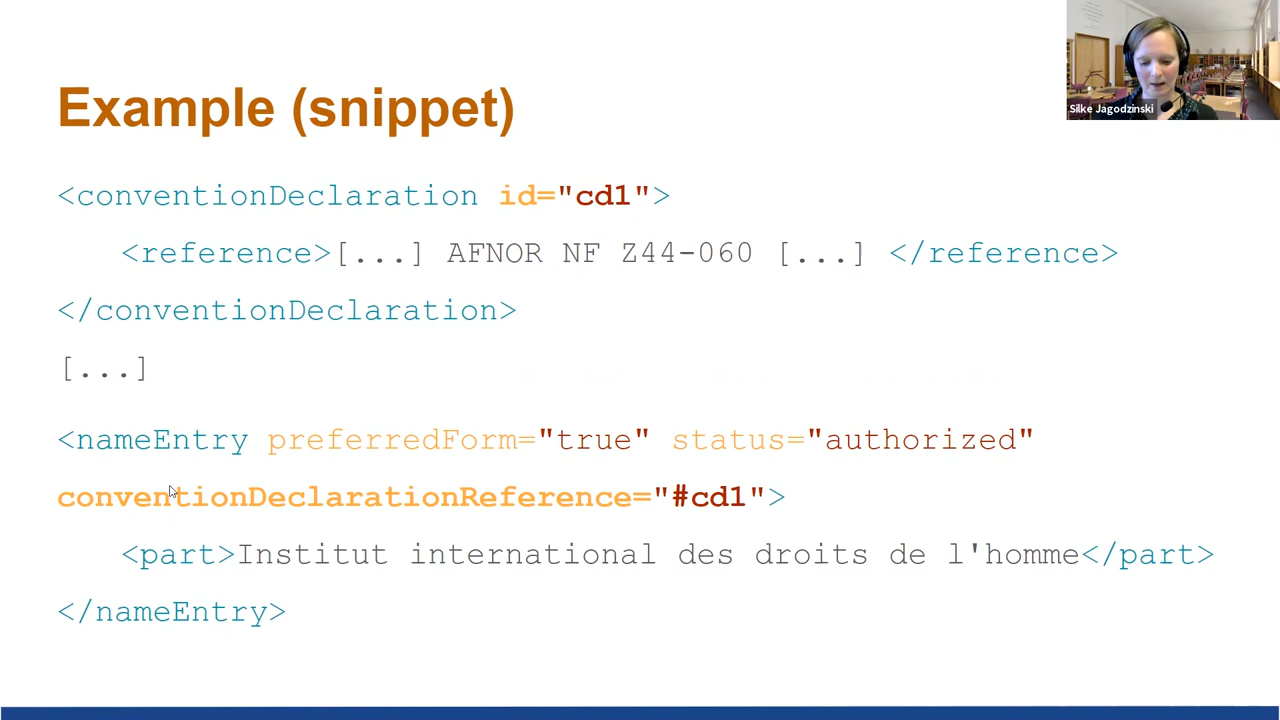 Silke Jagodzinski
Example (snippet)
<conventionDeclaration id="cd1">
<reference>[...] AFNOR NF Z44-060 [...] </reference>
</conventionDeclaration>
[...]
<nameEntry preferredForm="true" status="authorized"
conventionDeclarationReference="#cd1">
<part>Institut international des droits de l'homme</part>
</nameEntry>